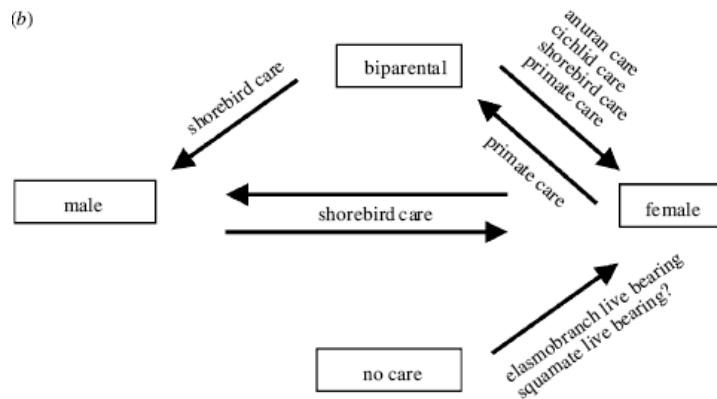 (b)
biparental
anuran care
cichlid care
shorebird care
primate care
shorebird care
primate care
male
female
shorebird care
no care
elasmobranch live bearing
squamate live bearing?